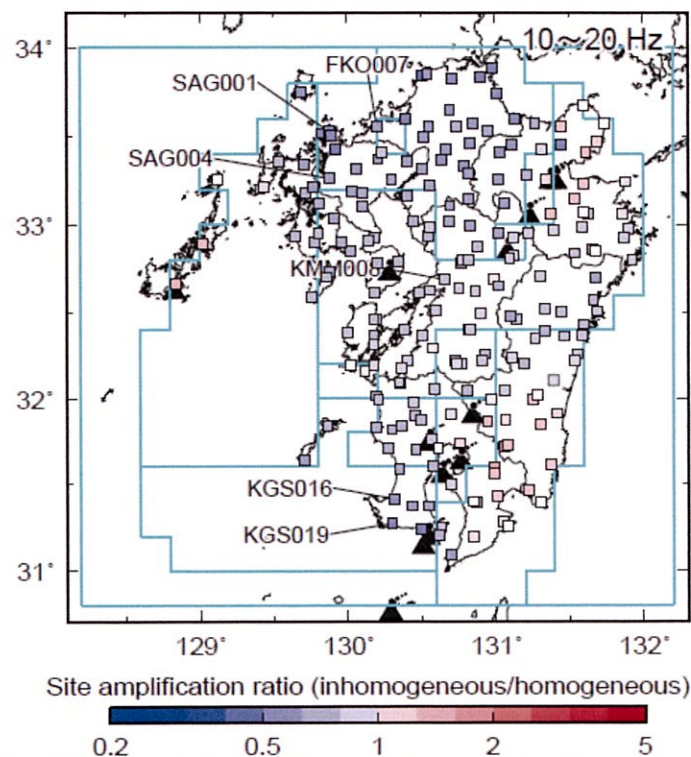 10~20 Hz
34˚
FKO007
SAG001
SAG004
33˚
KMM008
32˚
KGS016
KGS019
31˚
129˚ 130˚ 131˚ 132˚
Site amplification ratio (inhomogeneous/homogeneous)
0.2 0.5 1 2 5